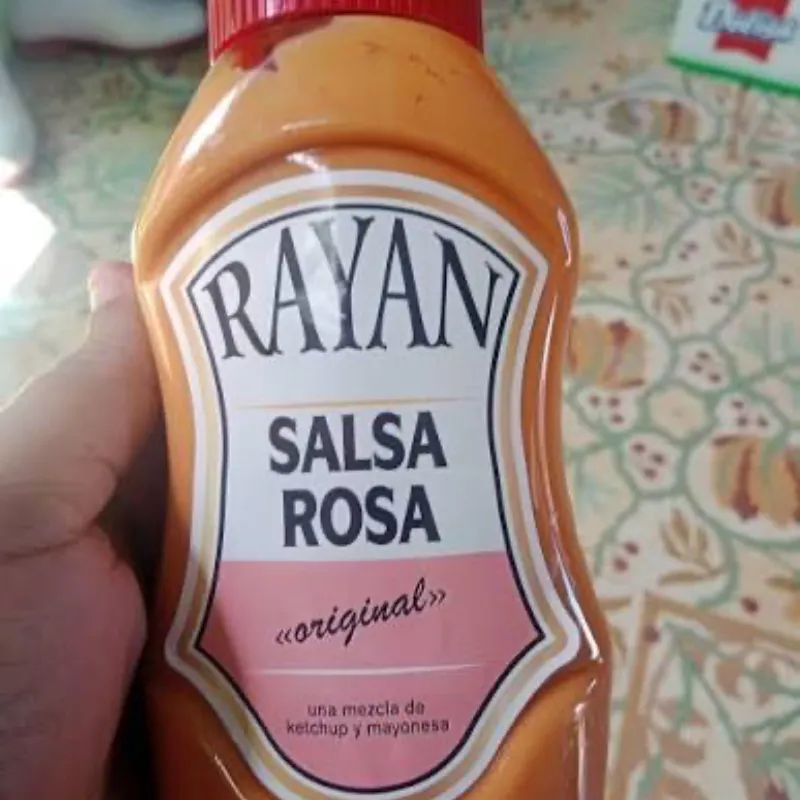 RAYAN
SALSA
ROSA
«original»
una mezcla de
ketchup y mayonesa